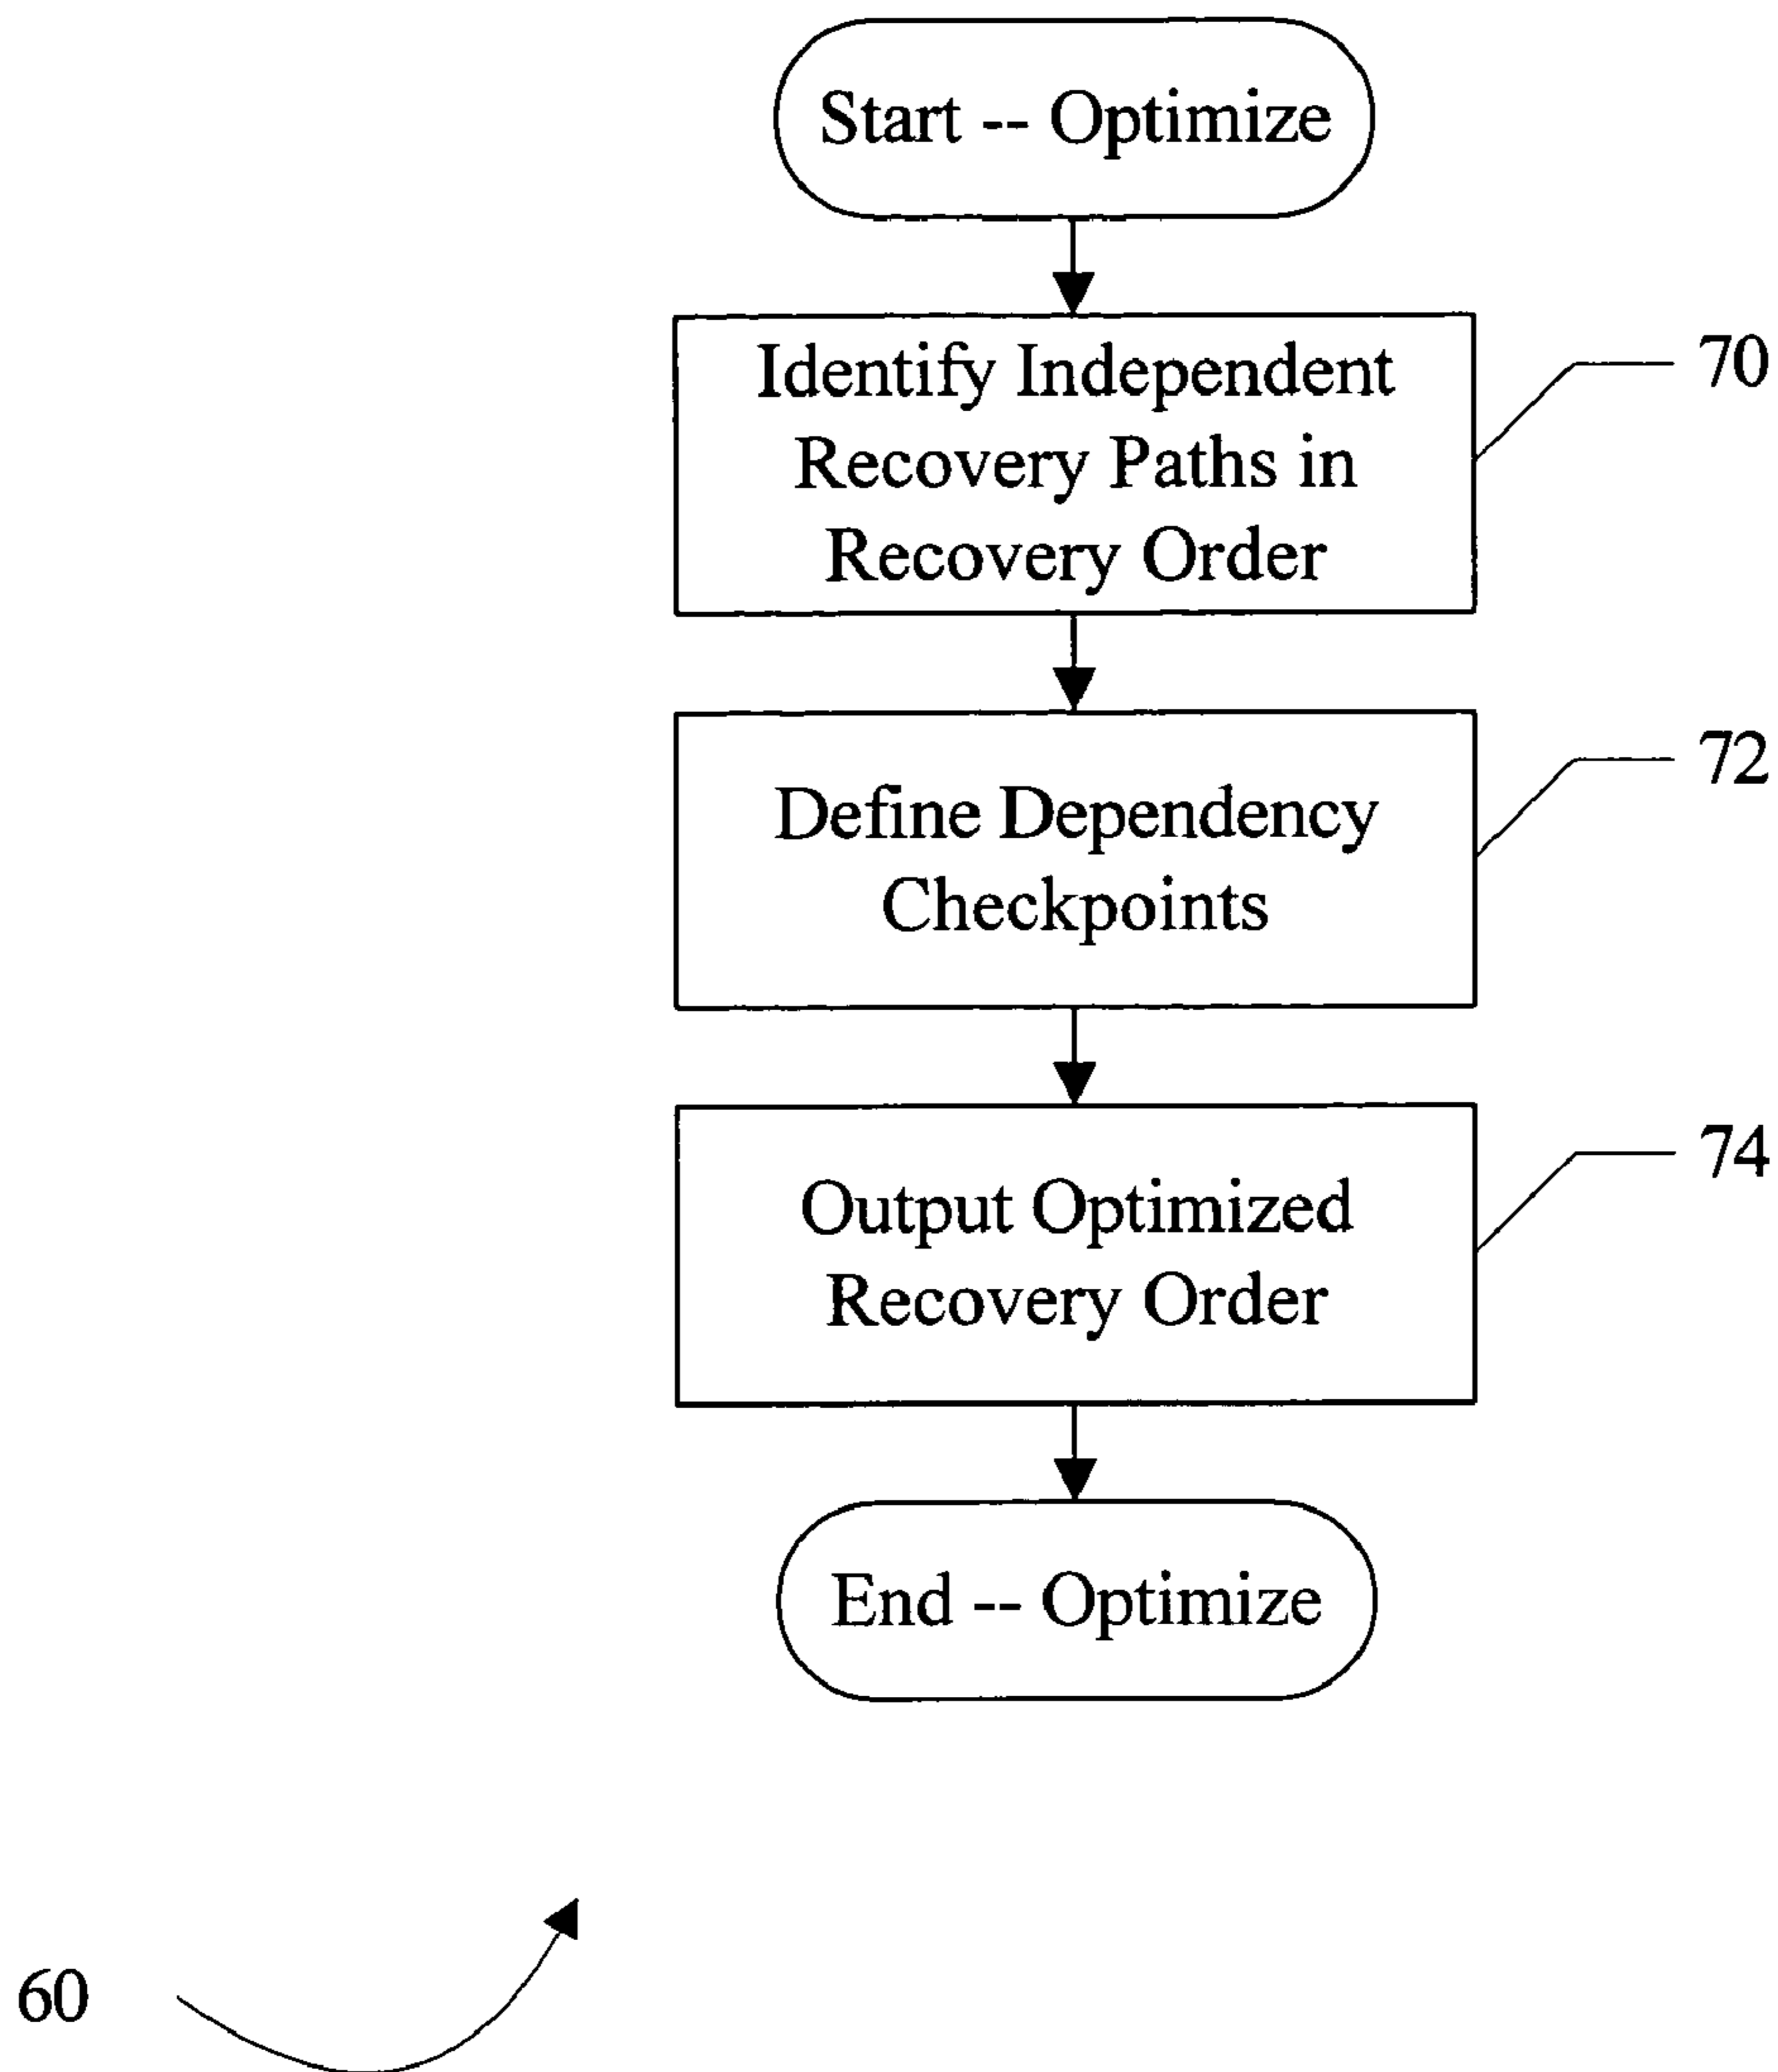 Start -- Optimize
Identify Independent
Recovery Paths in
Recovery Order
70
Define Dependency
Checkpoints
72
Output Optimized
Recovery Order
74
End -- Optimize
60